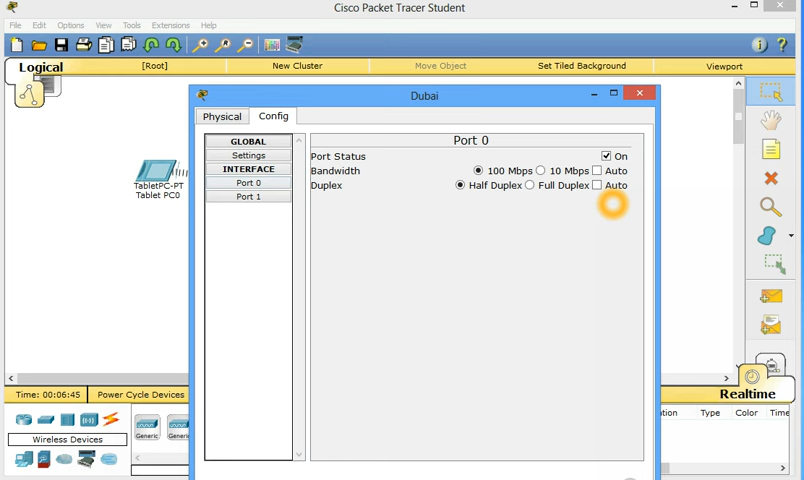 Cisco Packet Tracer Student
File Edit Options View Tools Extensions Help
Logical [Root] New Cluster Move Object Set Tiled Background Viewport
Dubai
Physical Config
GLOBAL
Settings
INTERFACE
Port 0
Port 1
Port 0
Port Status On
Bandwidth 100 Mbps 10 Mbps Auto
Duplex Half Duplex Full Duplex Auto
TabletPC-PT
Tablet PC0
Time: 00:06:45 Power Cycle Devices Realtime
Wireless Devices
Generic
Type Color